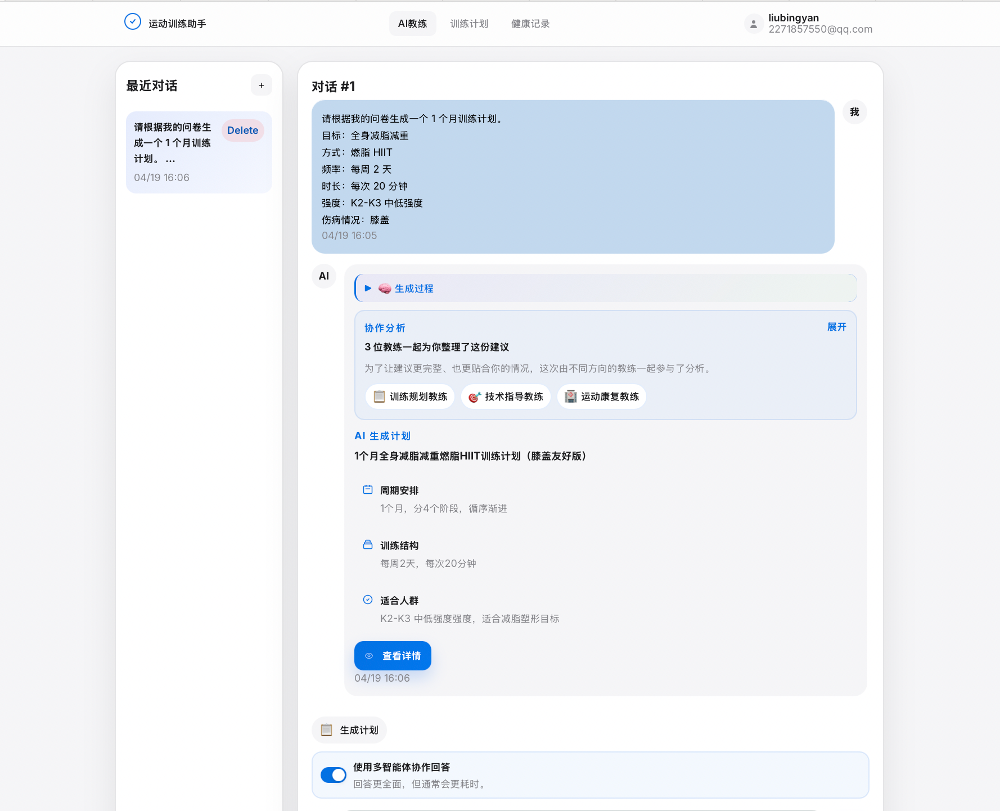 运动训练助手
AI教练
训练计划
健康记录
liubingyan
2271857550@qq.com
最近对话
+
请根据我的问卷生
成一个 1 个月训练
计划。 ...
Delete
04/19 16:06
对话 #1
请根据我的问卷生成一个 1 个月训练计划。
目标：全身减脂减重
方式：燃脂 HIIT
频率：每周 2 天
时长：每次 20 分钟
强度：K2-K3 中低强度
伤病情况：膝盖
04/19 16:05
我
AI
生成过程
协作分析
展开
3 位教练一起为你整理了这份建议
为了让建议更完整、也更贴合你的情况，这次由不同方向的教练一起参与了分析。
训练规划教练
技术指导教练
运动康复教练
AI 生成计划
1个月全身减脂减重燃脂HIIT训练计划（膝盖友好版）
周期安排
1个月，分4个阶段，循序渐进
训练结构
每周2天，每次20分钟
适合人群
K2-K3 中低强度强度，适合减脂塑形目标
查看详情
04/19 16:06
生成计划
使用多智能体协作回答
回答更全面，但通常会更耗时。